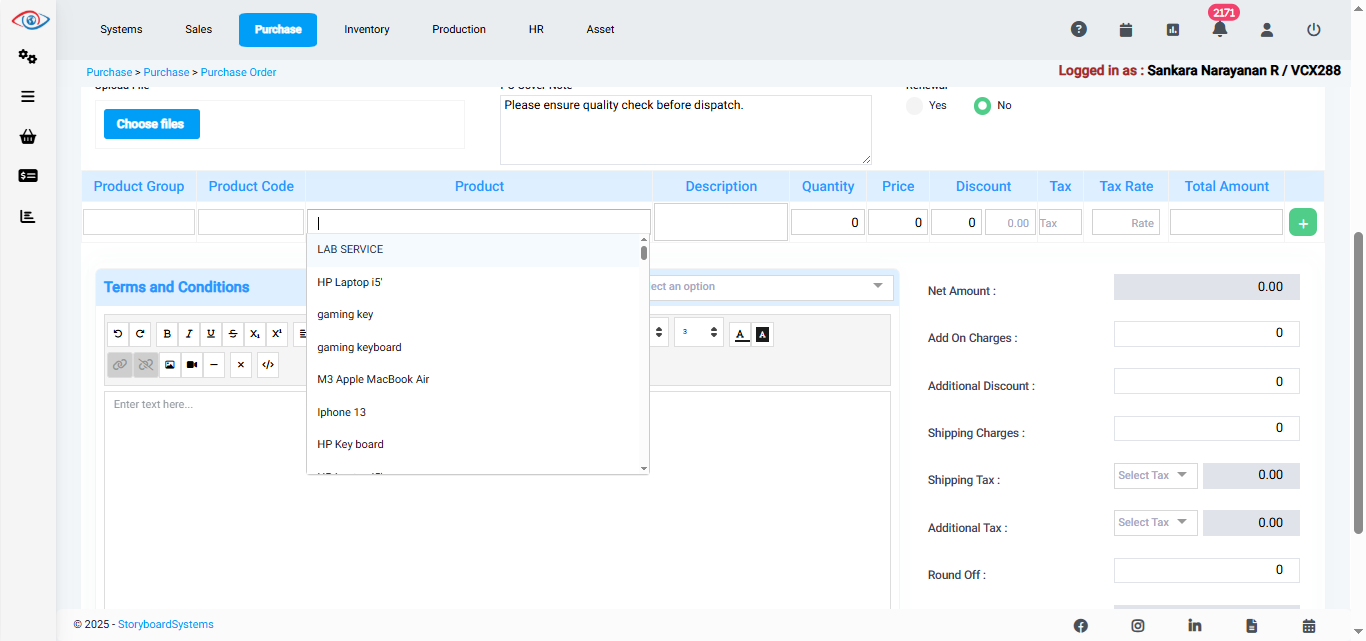 Systems Sales Purchase Inventory Production HR Asset 2171
Purchase > Purchase > Purchase Order Logged in as : Sankara Narayanan R / VCX288
Upload File PO Cover Note Renewal
Choose files Please ensure quality check before dispatch. Yes No
Product Group Product Code Product Description Quantity Price Discount Tax Tax Rate Total Amount
0 0 0 0.00 Tax Rate +
LAB SERVICE
HP Laptop i5'
gaming key
gaming keyboard
M3 Apple MacBook Air
Iphone 13
HP Key board
Terms and Conditions ect an option
3
Enter text here...
Net Amount : 0.00
Add On Charges : 0
Additional Discount : 0
Shipping Charges : 0
Shipping Tax : Select Tax 0.00
Additional Tax : Select Tax 0.00
Round Off : 0
© 2025 - StoryboardSystems